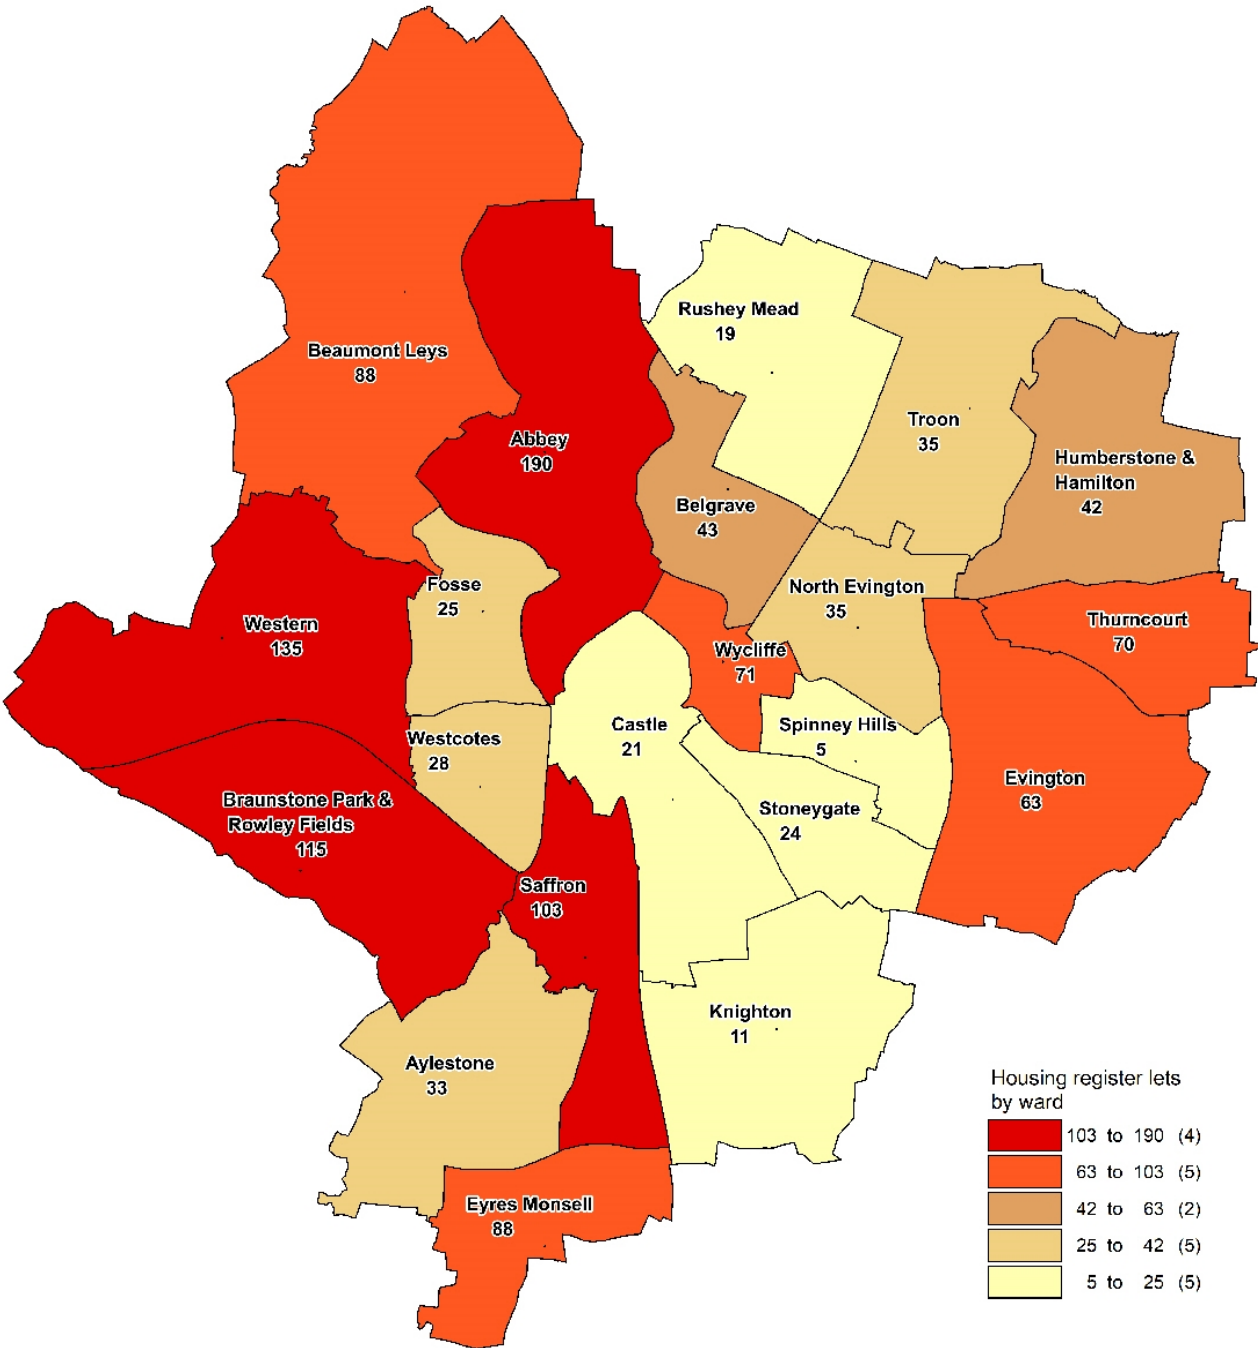 Rushey Mead
19
Beaumont Leys
88
Troon
35
Abbey
190
Humberstone &
Hamilton
42
Belgrave
43
Fosse
25
North Evington
35
Western
135
Thurncourt
70
Wycliffe
71
Castle
21
Spinney Hills
5
Westcotes
28
Evington
63
Braunstone Park &
Rowley Fields
115
Stoneygate
24
Saffron
103
Knighton
11
Aylestone
33
Eyres Monsell
88
Housing register lets
by ward
103 to 190 (4)
63 to 103 (5)
42 to 63 (2)
25 to 42 (5)
5 to 25 (5)